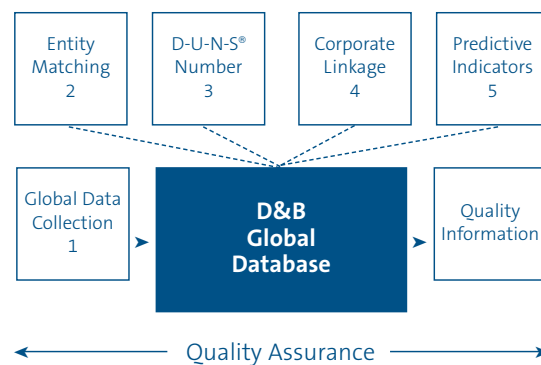 Entity
Matching
2
D-U-N-S®
Number
3
Corporate
Linkage
4
Predictive
Indicators
5
Global Data
Collection
1
D&B
Global
Database
Quality
Information
Quality Assurance